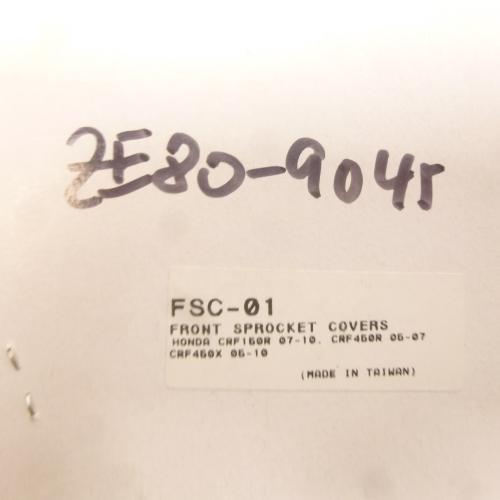 ZE80-9045
FSC-01
FRONT SPROCKET COVERS
HONDA CRF150R 07-10. CRF450R 05-07
CRF450X 05-10
(MADE IN TAIWAN)